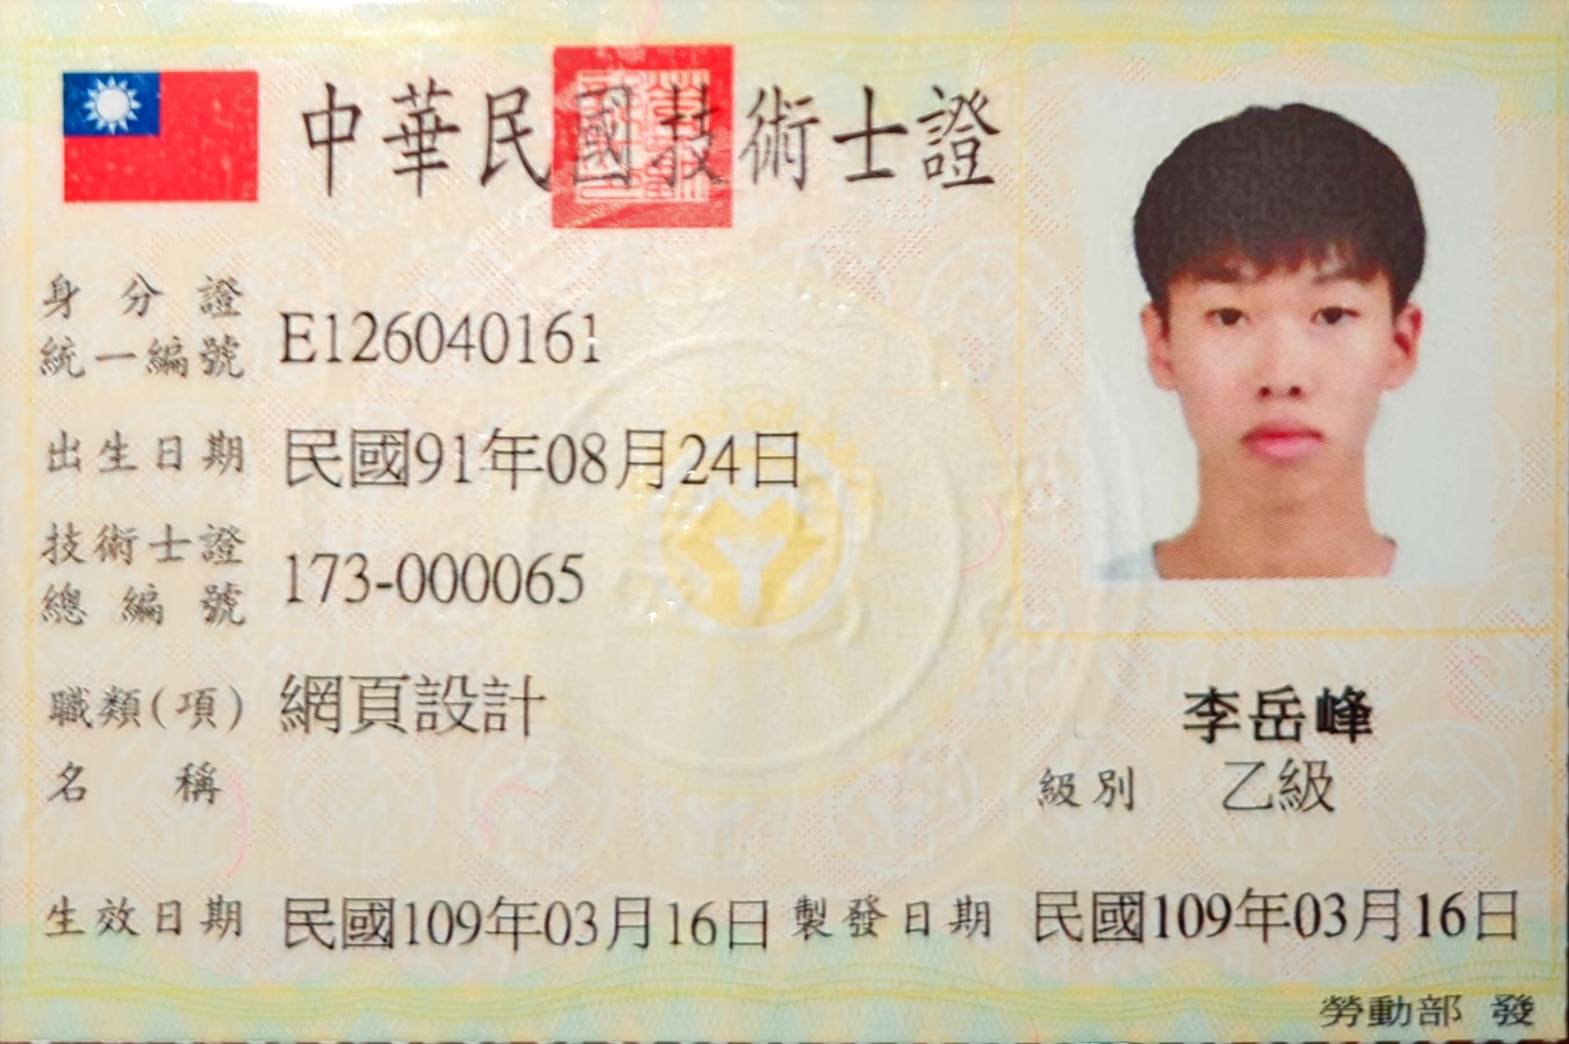 中華民國技術士證
身分證統一編號 E126040161
出生日期 民國91年08月24日
技術士證總編號 173-000065
職類(項)名稱 網頁設計
李岳峰
級別 乙級
生效日期 民國109年03月16日 製發日期 民國109年03月16日
勞動部 發